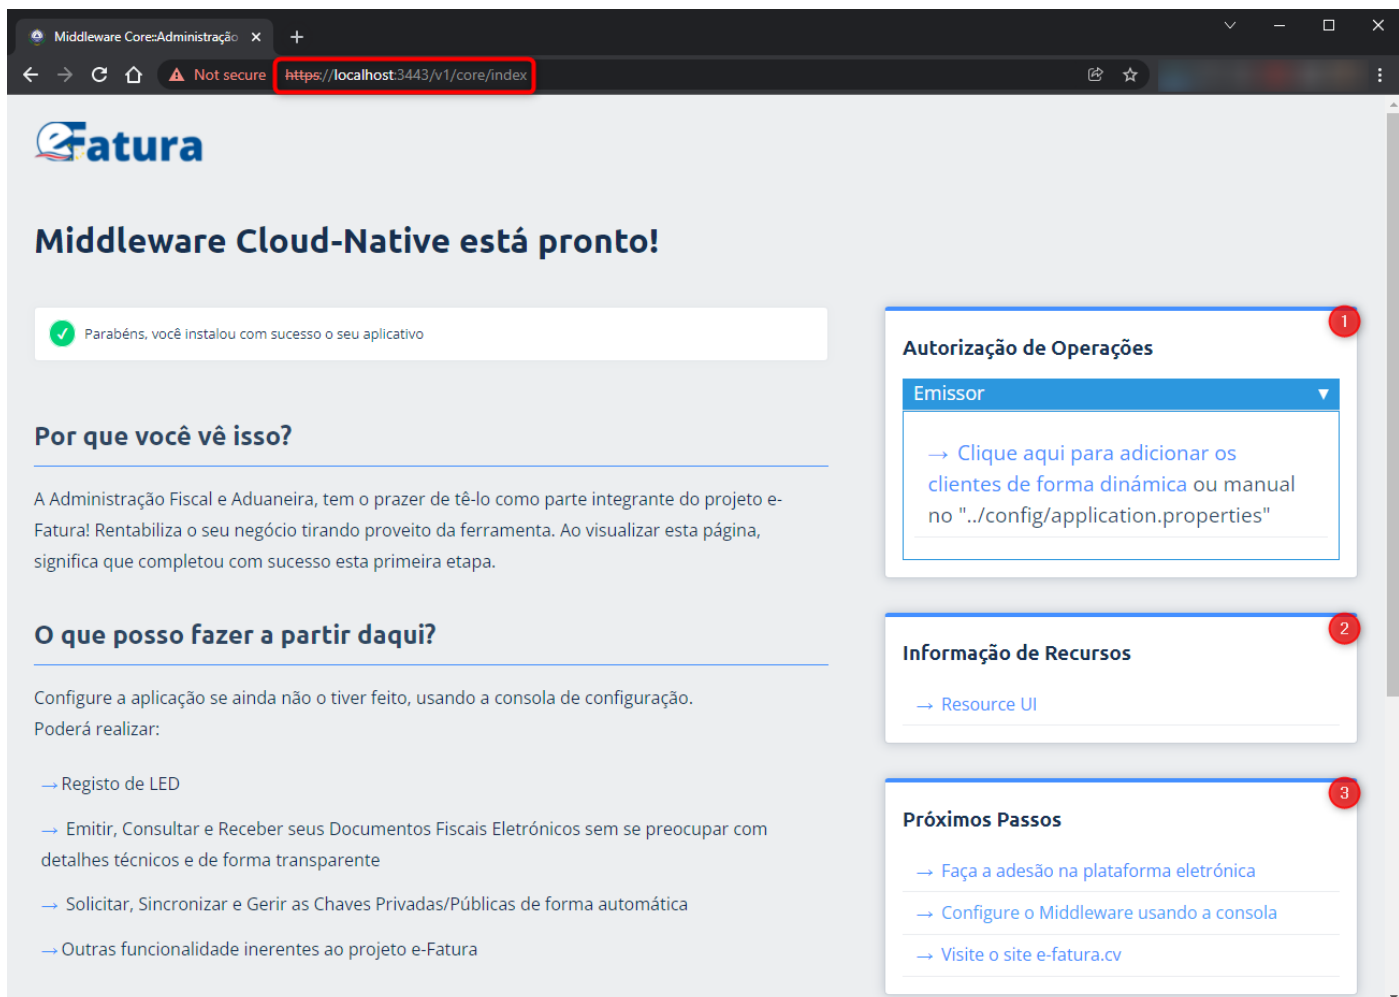 Middleware Core::Administração
Not secure
https://localhost:3443/v1/core/index
eFatura
Middleware Cloud-Native está pronto!
Parabéns, você instalou com sucesso o seu aplicativo
Por que você vê isso?
A Administração Fiscal e Aduaneira, tem o prazer de tê-lo como parte integrante do projeto e-
Fatura! Rentabiliza o seu negócio tirando proveito da ferramenta. Ao visualizar esta página,
significa que completou com sucesso esta primeira etapa.
O que posso fazer a partir daqui?
Configure a aplicação se ainda não o tiver feito, usando a consola de configuração.
Poderá realizar:
→Registo de LED
→ Emitir, Consultar e Receber seus Documentos Fiscais Eletrónicos sem se preocupar com
detalhes técnicos e de forma transparente
→ Solicitar, Sincronizar e Gerir as Chaves Privadas/Públicas de forma automática
→Outras funcionalidade inerentes ao projeto e-Fatura
1
Autorização de Operações
Emissor ▼
→ Clique aqui para adicionar os
clientes de forma dinámica ou manual
no "../config/application.properties"
2
Informação de Recursos
→ Resource UI
3
Próximos Passos
→ Faça a adesão na plataforma eletrónica
→ Configure o Middleware usando a consola
→ Visite o site e-fatura.cv